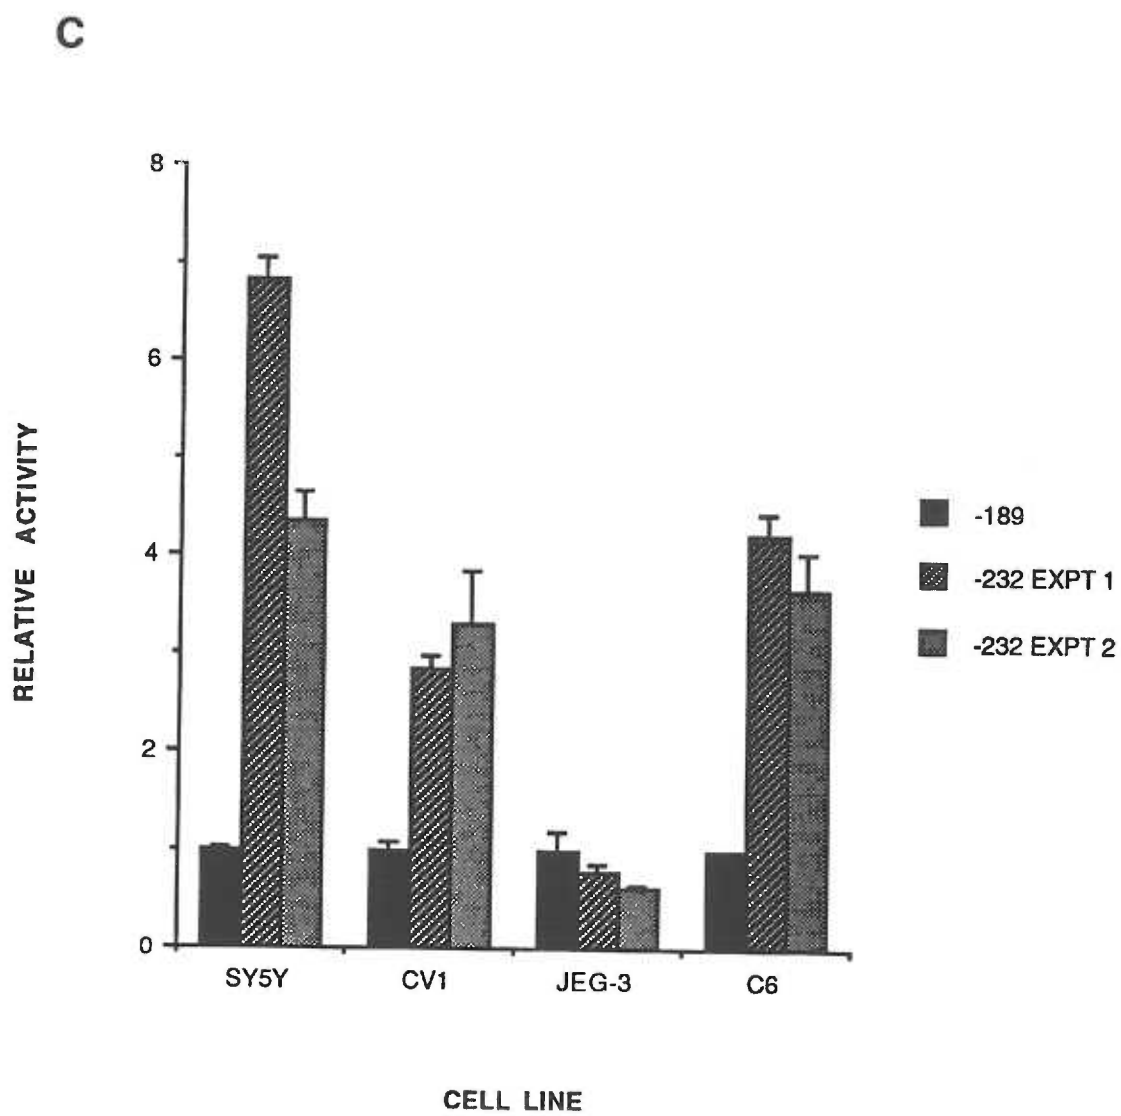 C
8
6
4
2
0
RELATIVE ACTIVITY
SY5Y CV1 JEG-3 C6
CELL LINE
-189
-232 EXPT 1
-232 EXPT 2